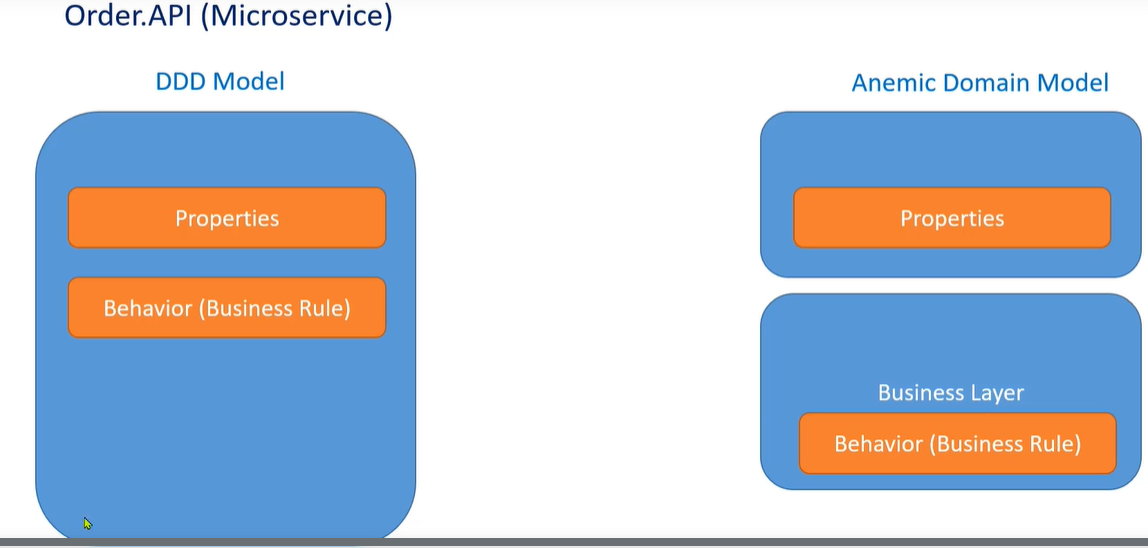 Order.API (Microservice)
DDD Model
Properties
Behavior (Business Rule)
Anemic Domain Model
Properties
Business Layer
Behavior (Business Rule)